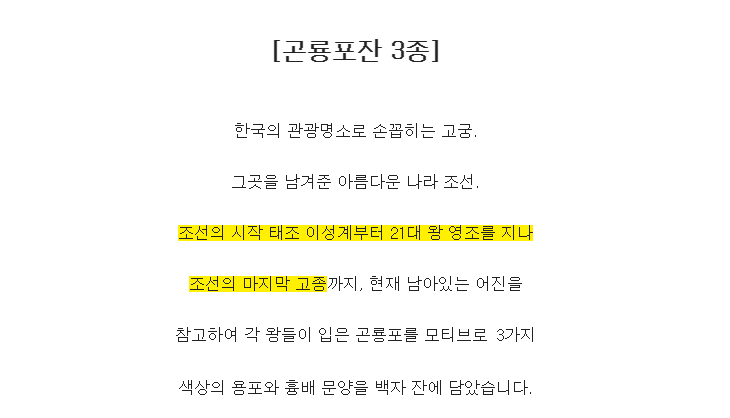 [곤룡포잔 3종]
한국의 관광명소로 손꼽히는 고궁.
그곳을 남겨준 아름다운 나라 조선.
조선의 시작 태조 이성계부터 21대 왕 영조를 지나
조선의 마지막 고종까지, 현재 남아있는 어진을
참고하여 각 왕들이 입은 곤룡포를 모티브로 3가지
색상의 용포와 흉배 문양을 백자 잔에 담았습니다.